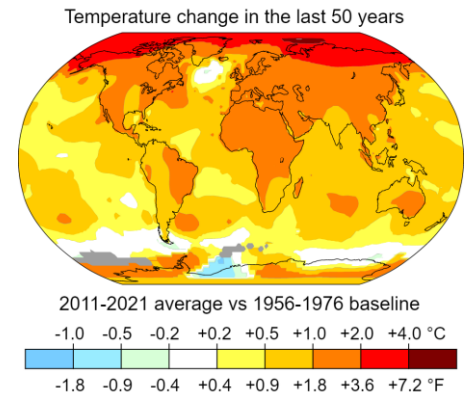 Temperature change in the last 50 years
2011-2021 average vs 1956-1976 baseline
-1.0 -0.5 -0.2 +0.2 +0.5 +1.0 +2.0 +4.0 °C
-1.8 -0.9 -0.4 +0.4 +0.9 +1.8 +3.6 +7.2 °F